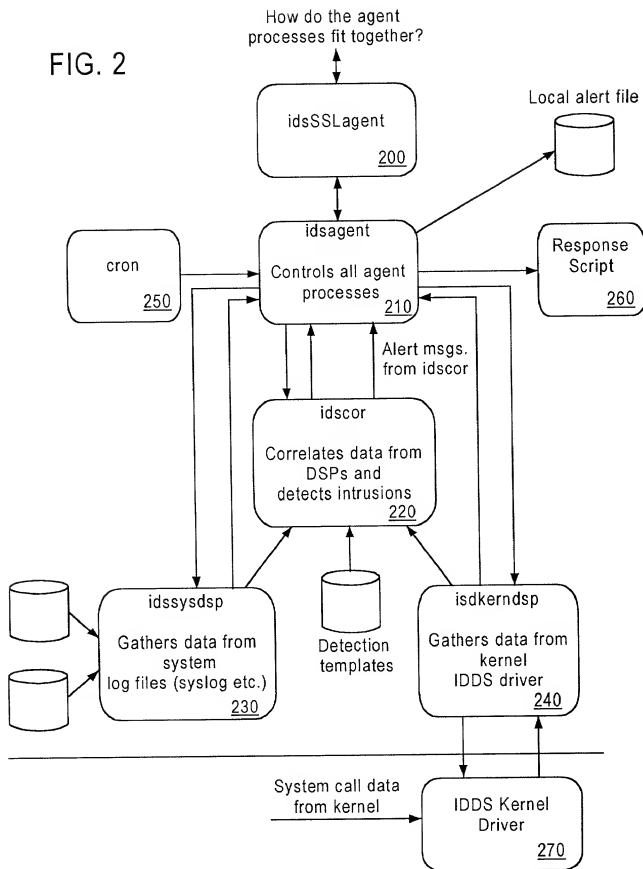 How do the agent
processes fit together?
FIG. 2
idsSSLagent
200
Local alert file
idsagent
Controls all agent
processes
210
cron
250
Response
Script
260
Alert msgs.
from idscor
idscor
Correlates data from
DSPs and
detects intrusions
220
idssysdsp
Gathers data from
system
log files (syslog etc.)
230
Detection
templates
isdkerndsp
Gathers data from
kernel
IDDS driver
240
System call data
from kernel
IDDS Kernel
Driver
270